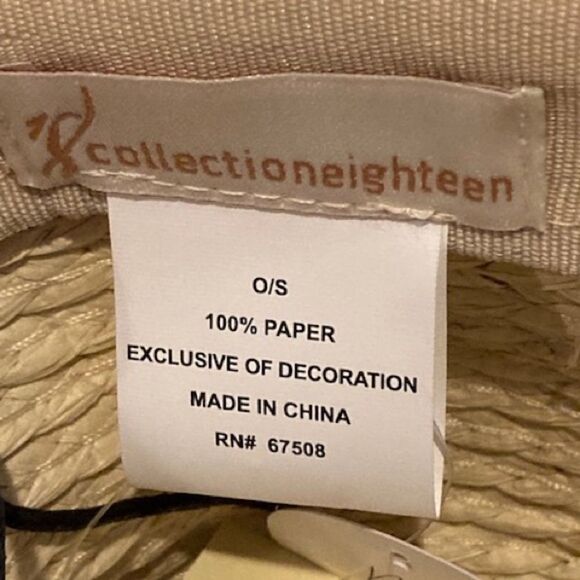 18 collectioneighteen
O/S
100% PAPER
EXCLUSIVE OF DECORATION
MADE IN CHINA
RN# 67508